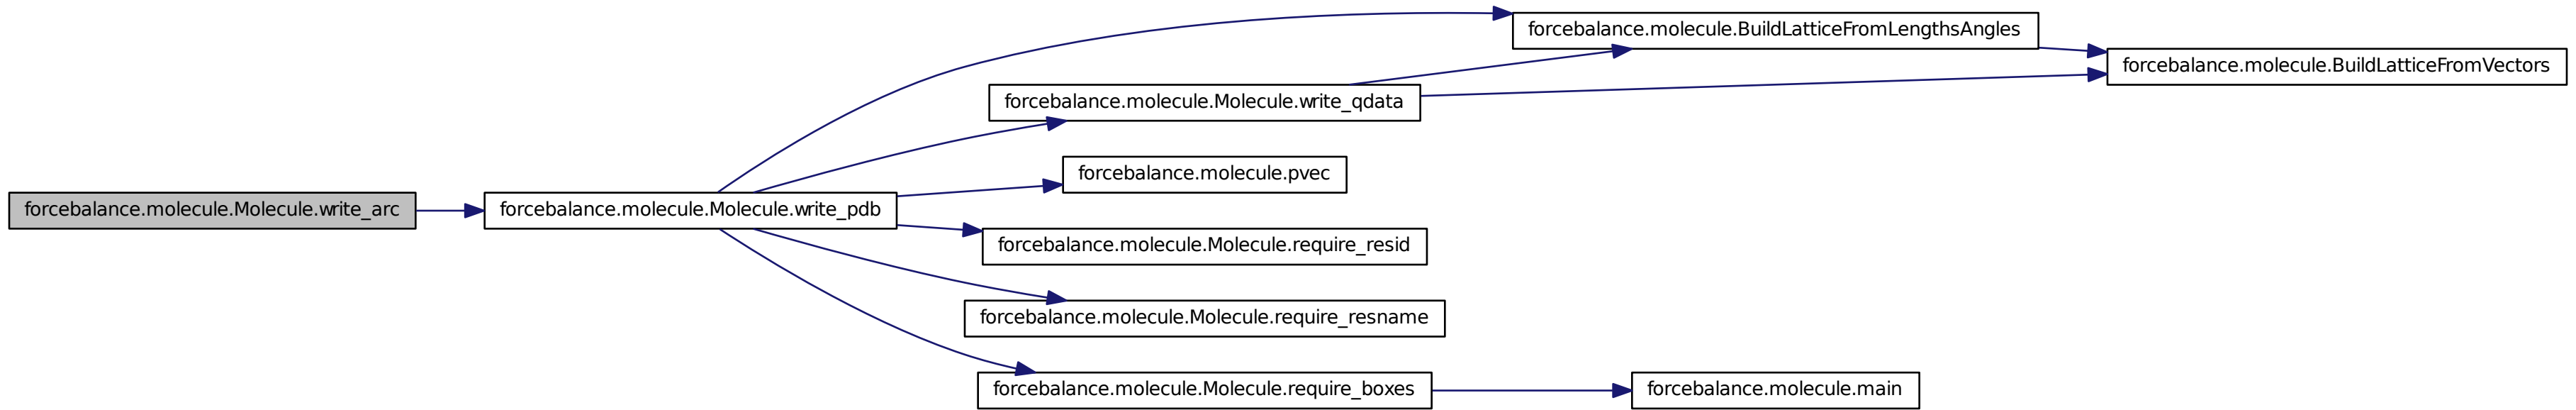 forcebalance.molecule.Molecule.write_arc
forcebalance.molecule.Molecule.write_pdb
forcebalance.molecule.BuildLatticeFromLengthsAngles
forcebalance.molecule.BuildLatticeFromVectors
forcebalance.molecule.Molecule.write_qdata
forcebalance.molecule.pvec
forcebalance.molecule.Molecule.require_resid
forcebalance.molecule.Molecule.require_resname
forcebalance.molecule.Molecule.require_boxes
forcebalance.molecule.main